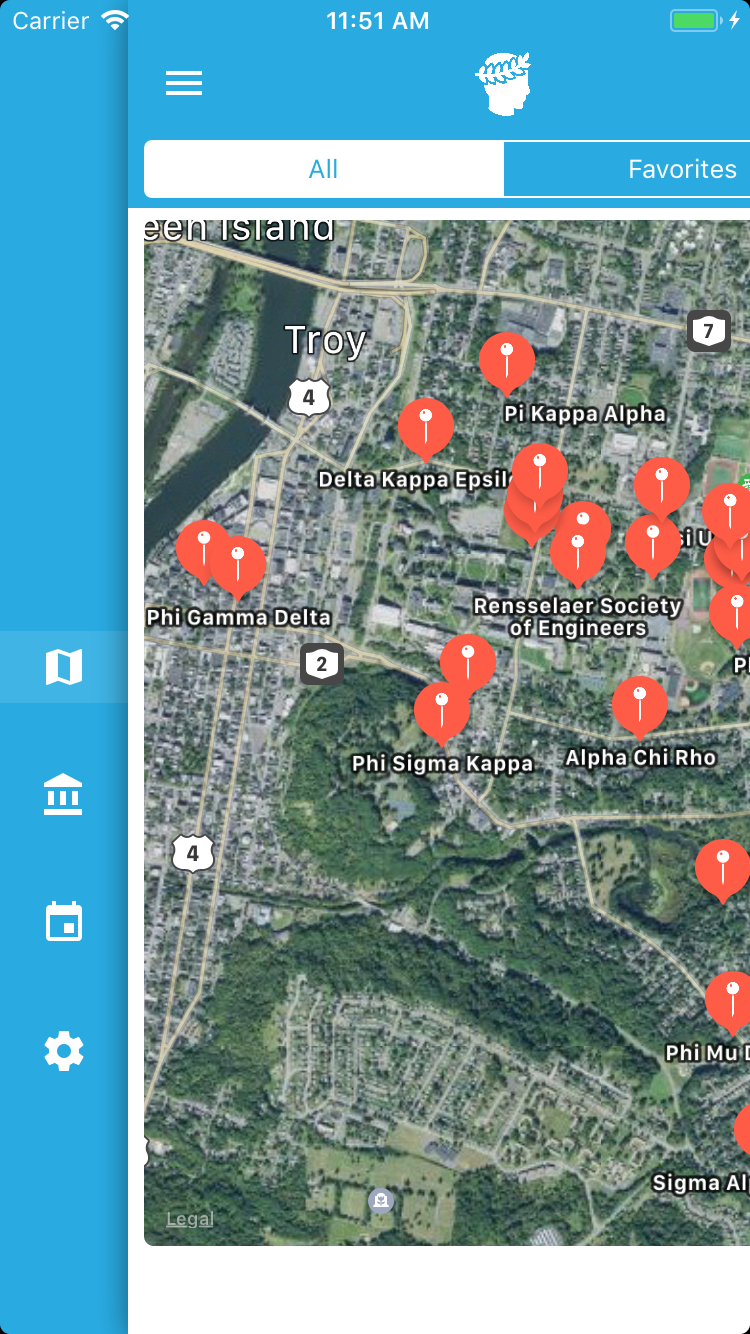 Carrier
11:51 AM
All
Favorites
een Island
7
Troy
4
Pi Kappa Alpha
Delta Kappa Epsil
si U
Rensselaer Society
of Engineers
Phi Gamma Delta
2
Phi Sigma Kappa
Alpha Chi Rho
4
Phi Mu D
Sigma Al
Legal